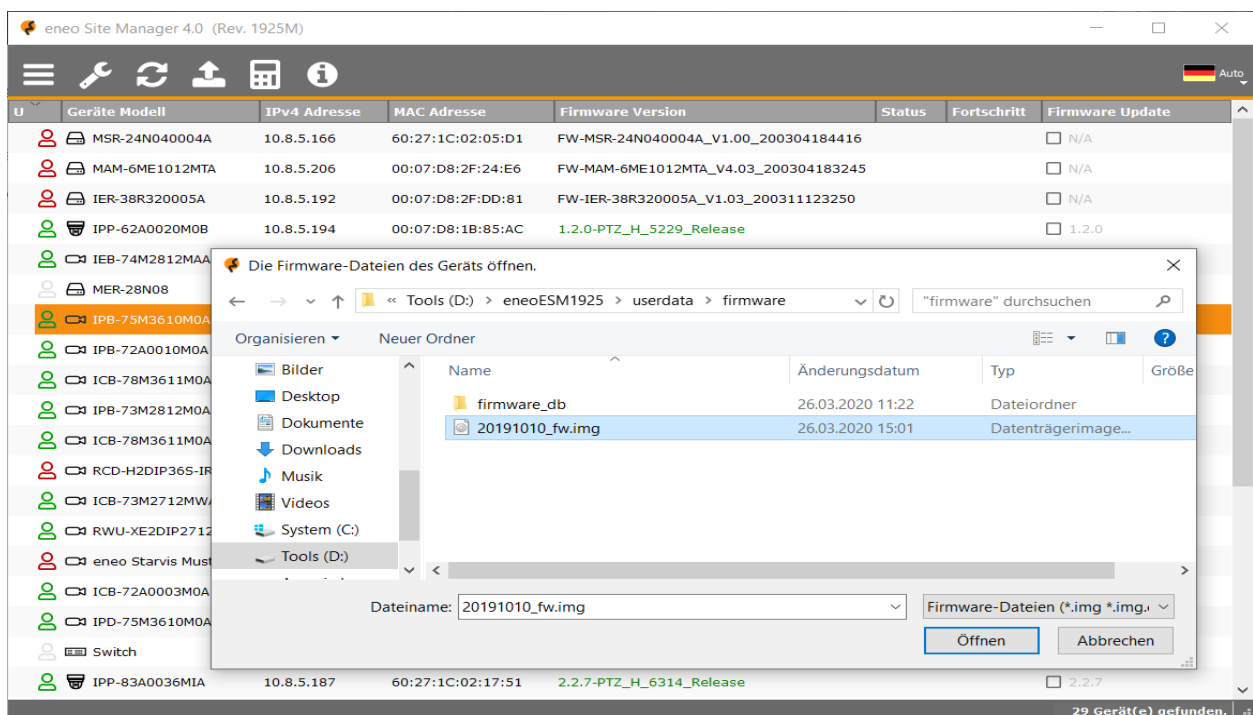 eneo Site Manager 4.0 (Rev. 1925M)
Auto
U Geräte Modell IPv4 Adresse MAC Adresse Firmware Version Status Fortschritt Firmware Update
MSR-24N040004A 10.8.5.166 60:27:1C:02:05:D1 FW-MSR-24N040004A_V1.00_200304184416 N/A
MAM-6ME1012MTA 10.8.5.206 00:07:D8:2F:24:E6 FW-MAM-6ME1012MTA_V4.03_200304183245 N/A
IER-38R320005A 10.8.5.192 00:07:D8:2F:DD:81 FW-IER-38R320005A_V1.03_200311123250 N/A
IPP-62A0020M0B 10.8.5.194 00:07:D8:1B:85:AC 1.2.0-PTZ_H_5229_Release 1.2.0
IEB-74M2812MAA
MER-28N08
IPB-75M3610M0A
IPB-72A0010M0A
ICB-78M3611M0A
IPB-73M2812M0A
ICB-78M3611M0A
RCD-H2DIP36S-IR
ICB-73M2712MW
RWU-XE2DIP2712
eneo Starvis Must
ICB-72A0003M0A
IPD-75M3610M0A
Switch
Die Firmware-Dateien des Geräts öffnen.
« Tools (D:) > eneoESM1925 > userdata > firmware
"firmware" durchsuchen
Organisieren Neuer Ordner
?
Bilder
Desktop
Dokumente
Downloads
Musik
Videos
System (C:)
Tools (D:)
Name Änderungsdatum Typ Größe
firmware_db 26.03.2020 11:22 Dateiordner
20191010_fw.img 26.03.2020 15:01 Datenträgerimage...
Dateiname: 20191010_fw.img Firmware-Dateien (*.img *.img.
Öffnen Abbrechen
IPP-83A0036MIA 10.8.5.187 60:27:1C:02:17:51 2.2.7-PTZ_H_6314_Release 2.2.7
29 Gerät(e) gefunden.